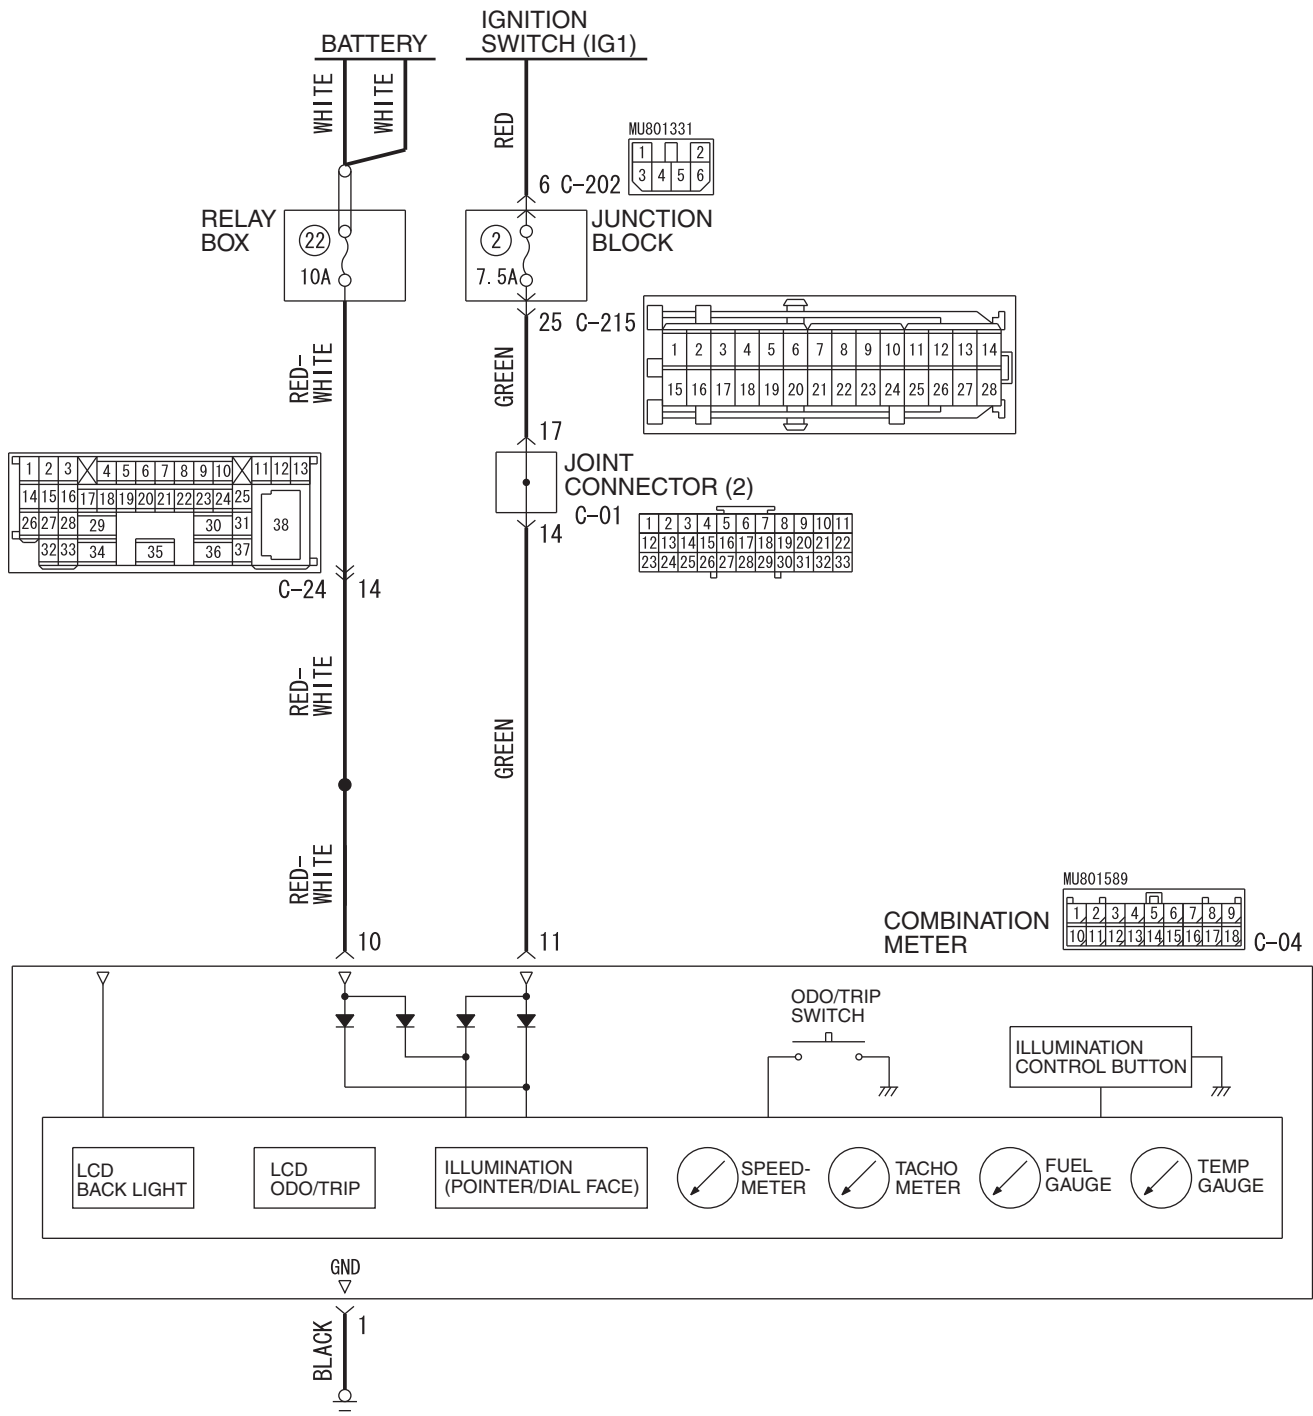 IGNITION
SWITCH (IG1)
BATTERY
WHITE
WHITE
RED
MU801331
1 2
3 4 5 6
6 C-202
RELAY
BOX
22
10A
2
7.5A
JUNCTION
BLOCK
25 C-215
1 2 3 4 5 6 7 8 9 10 11 12 13 14
15 16 17 18 19 20 21 22 23 24 25 26 27 28
RED-
WHITE
GREEN
17
JOINT
CONNECTOR (2)
C-01
14
1 2 3 4 5 6 7 8 9 10 11
12 13 14 15 16 17 18 19 20 21 22
23 24 25 26 27 28 29 30 31 32 33
1 2 3 4 5 6 7 8 9 10 11 12 13
14 15 16 17 18 19 20 21 22 23 24 25
26 27 28 29 30 31 38
32 33 34 35 36 37
C-24 14
RED-
WHITE
GREEN
RED-
WHITE
10
11
COMBINATION
METER
MU801589
1 2 3 4 5 6 7 8 9
10 11 12 13 14 15 16 17 18
C-04
ODO/TRIP
SWITCH
ILLUMINATION
CONTROL BUTTON
LCD
BACK LIGHT
LCD
ODO/TRIP
ILLUMINATION
(POINTER/DIAL FACE)
SPEED-
METER
TACHO
METER
FUEL
GAUGE
TEMP
GAUGE
GND
1
BLACK